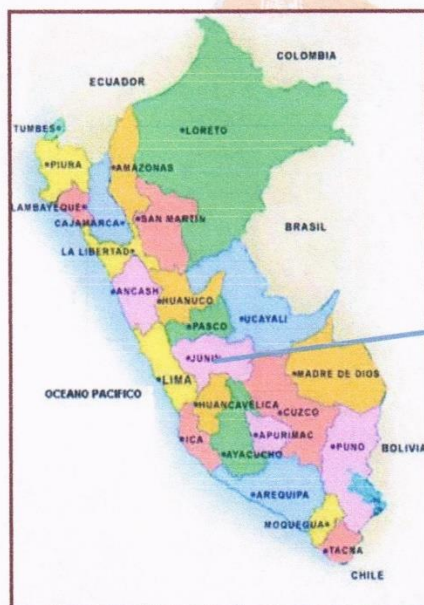 COLOMBIA
ECUADOR
TUMBES
LORETO
PIURA
AMAZONAS
LAMBAYEQUE
CAJAMARCA
SAN MARTIN
BRASIL
LA LIBERTAD
ANCASH
HUANUCO
UCAYALI
PASCO
JUNIN
LIMA
MADRE DE DIOS
OCEANO PACIFICO
HUANCAVELICA
CUZCO
ICA
APURIMAC
PUNO
BOLIVIA
AYACUCHO
AREQUIPA
MOQUEGUA
TACNA
CHILE